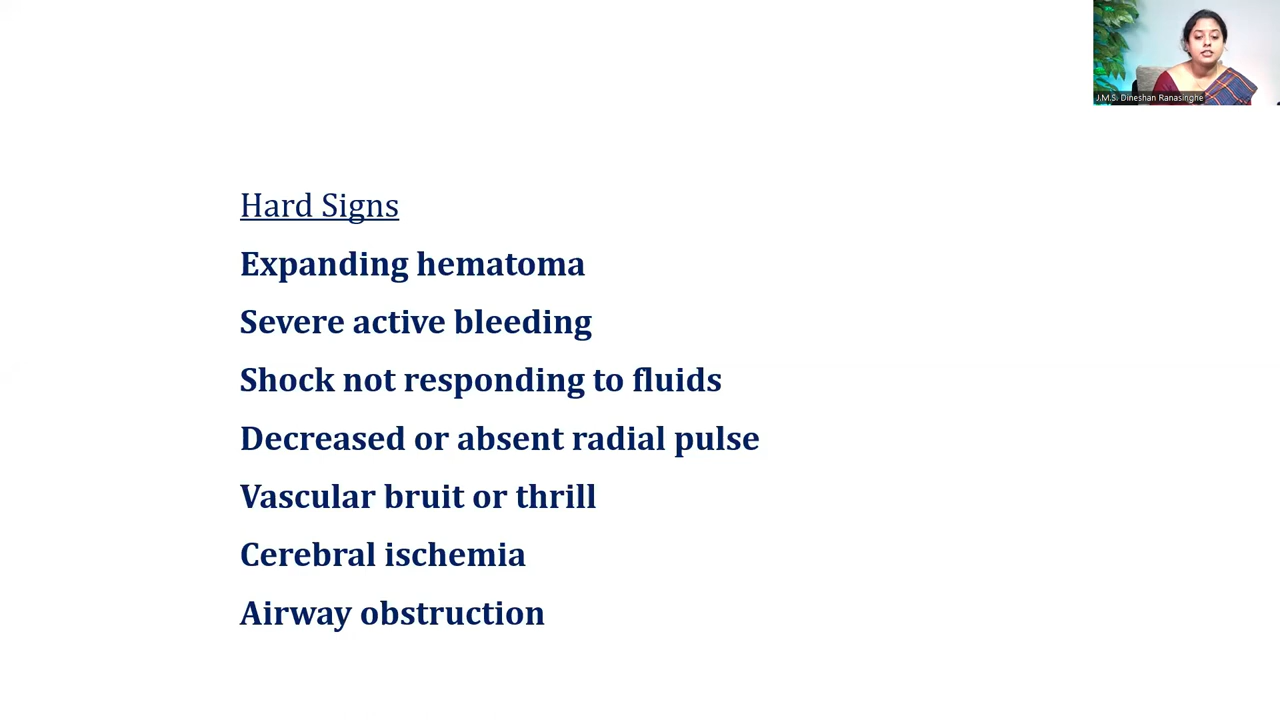 J.M.S. Dineshan Ranasinghe
Hard Signs
Expanding hematoma
Severe active bleeding
Shock not responding to fluids
Decreased or absent radial pulse
Vascular bruit or thrill
Cerebral ischemia
Airway obstruction